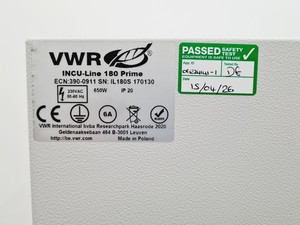 VWR
INCU-Line 180 Prime
ECN:390-0911 SN: IL180S 170130
230VAC 650W IP 20
50-60 Hz
6A
VWR international bvba Researchpark Haasrode 2020
Geldenaaksebaan 464 B-3001 Leuven
http://be.vwr.com Made in Poland
PASSED SAFETY TEST
EQUIPMENT IS SAFE TO USE
15/04/26